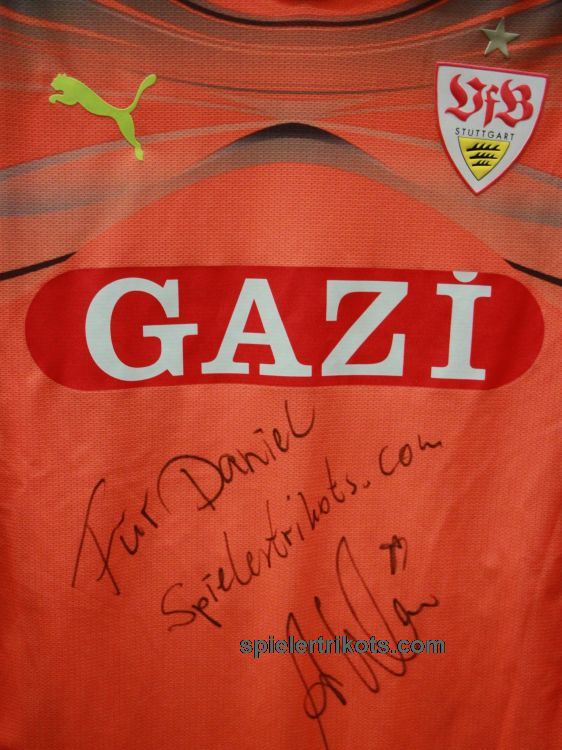 VfB
STUTTGART
GAZİ
Für Daniel
Spielertrikots.com
spielertrikots.com